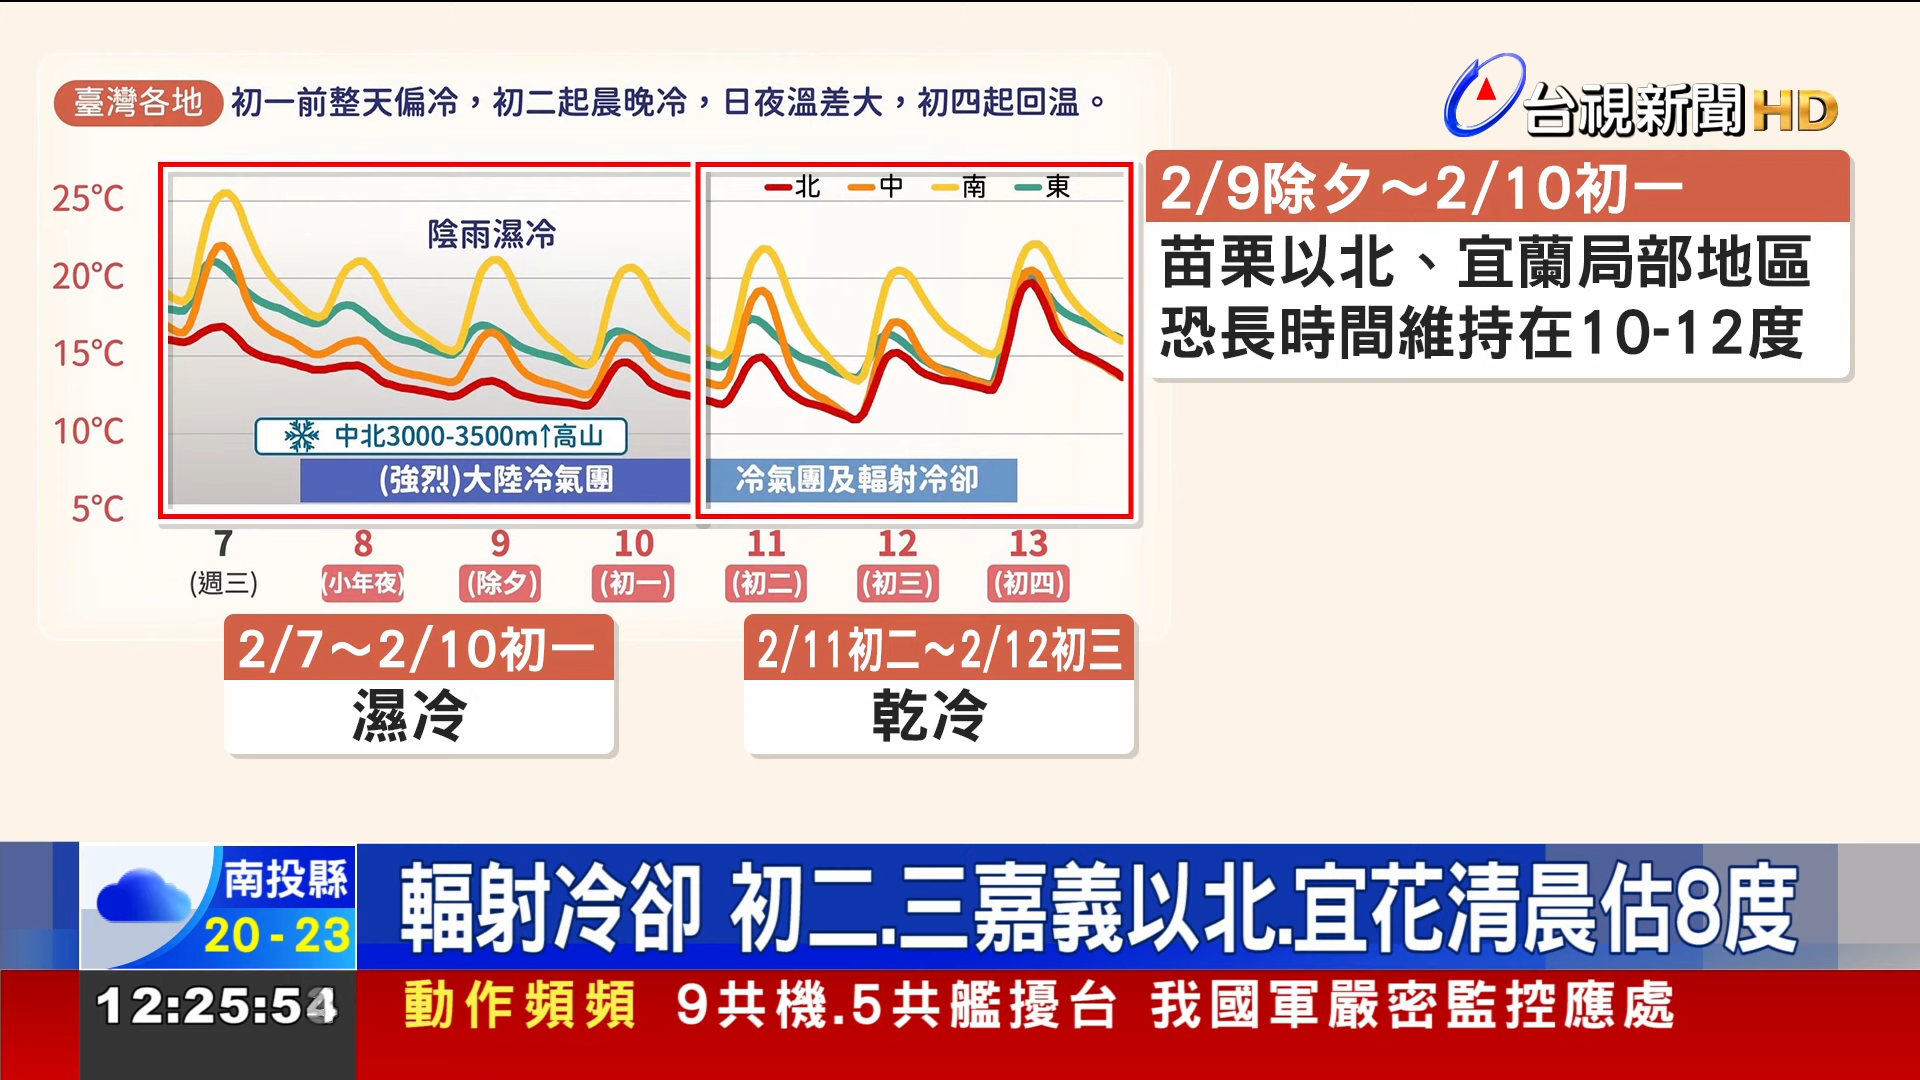 臺灣各地 初一前整天偏冷，初二起晨晚冷，日夜溫差大，初四起回溫。
台視新聞HD
25°C
20°C
15°C
10°C
5°C
北 中 南 東
陰雨濕冷
中北3000-3500m↑高山
(強烈)大陸冷氣團
冷氣團及輻射冷卻
7 8 9 10 11 12 13
(週三) (小年夜) (除夕) (初一) (初二) (初三) (初四)
2/9除夕～2/10初一
苗栗以北、宜蘭局部地區
恐長時間維持在10-12度
2/7～2/10初一
濕冷
2/11初二～2/12初三
乾冷
南投縣
20-23
輻射冷卻 初二.三嘉義以北.宜花清晨估8度
動作頻頻 9共機.5共艦擾台 我國軍嚴密監控應處